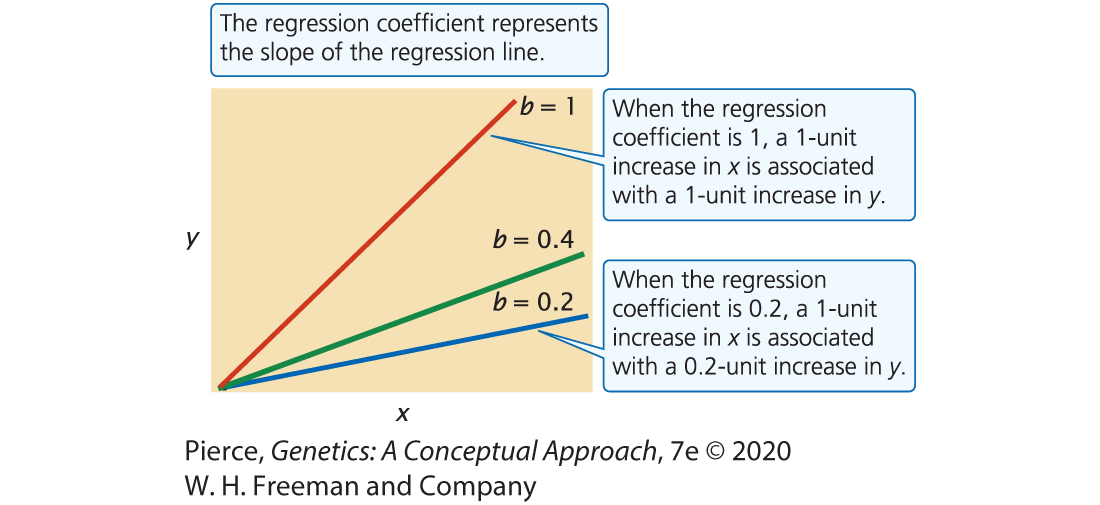 The regression coefficient represents
the slope of the regression line.
b = 1
When the regression
coefficient is 1, a 1-unit
increase in x is associated
with a 1-unit increase in y.
y
b = 0.4
b = 0.2
When the regression
coefficient is 0.2, a 1-unit
increase in x is associated
with a 0.2-unit increase in y.
x
Pierce, Genetics: A Conceptual Approach, 7e © 2020
W. H. Freeman and Company